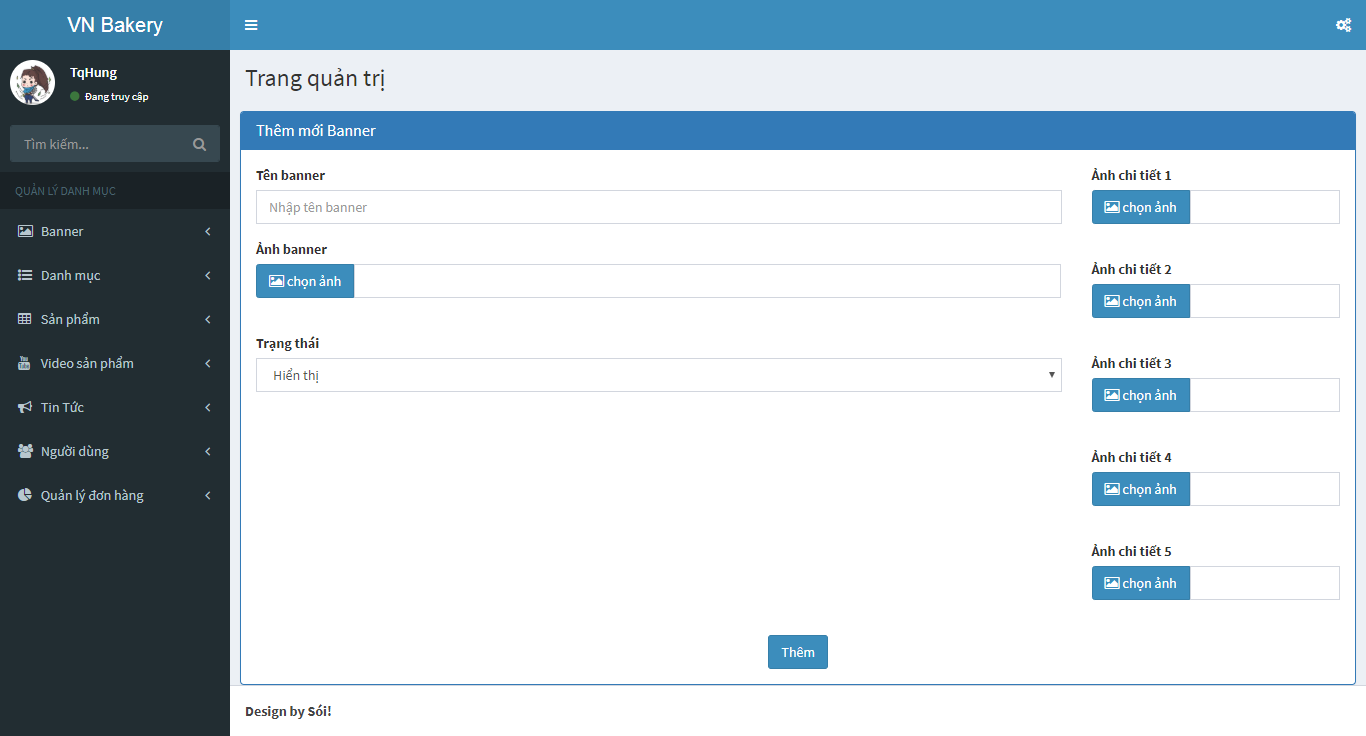 VN Bakery
TqHung
Đang truy cập
Tìm kiếm...
QUẢN LÝ DANH MỤC
Banner
Danh mục
Sản phẩm
Video sản phẩm
Tin Tức
Người dùng
Quản lý đơn hàng
Trang quản trị
Thêm mới Banner
Tên banner
Nhập tên banner
Ảnh banner
chọn ảnh
Trạng thái
Hiển thị
Ảnh chi tiết 1
chọn ảnh
Ảnh chi tiết 2
chọn ảnh
Ảnh chi tiết 3
chọn ảnh
Ảnh chi tiết 4
chọn ảnh
Ảnh chi tiết 5
chọn ảnh
Thêm
Design by Sói!